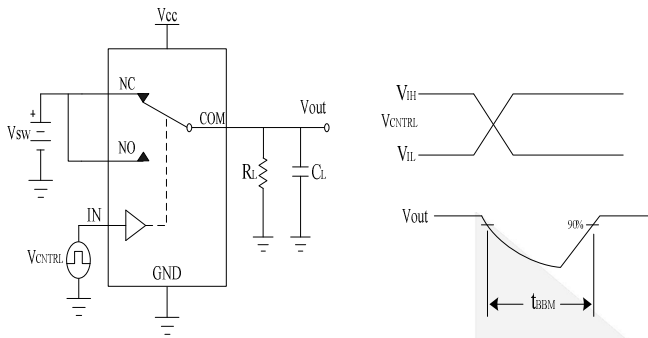 Vcc
NC
COM
Vout
+
Vsw
NO
RL
CL
IN
VCNTRL
GND
VIH
VCNTRL
VIL
Vout
90%
tBBM